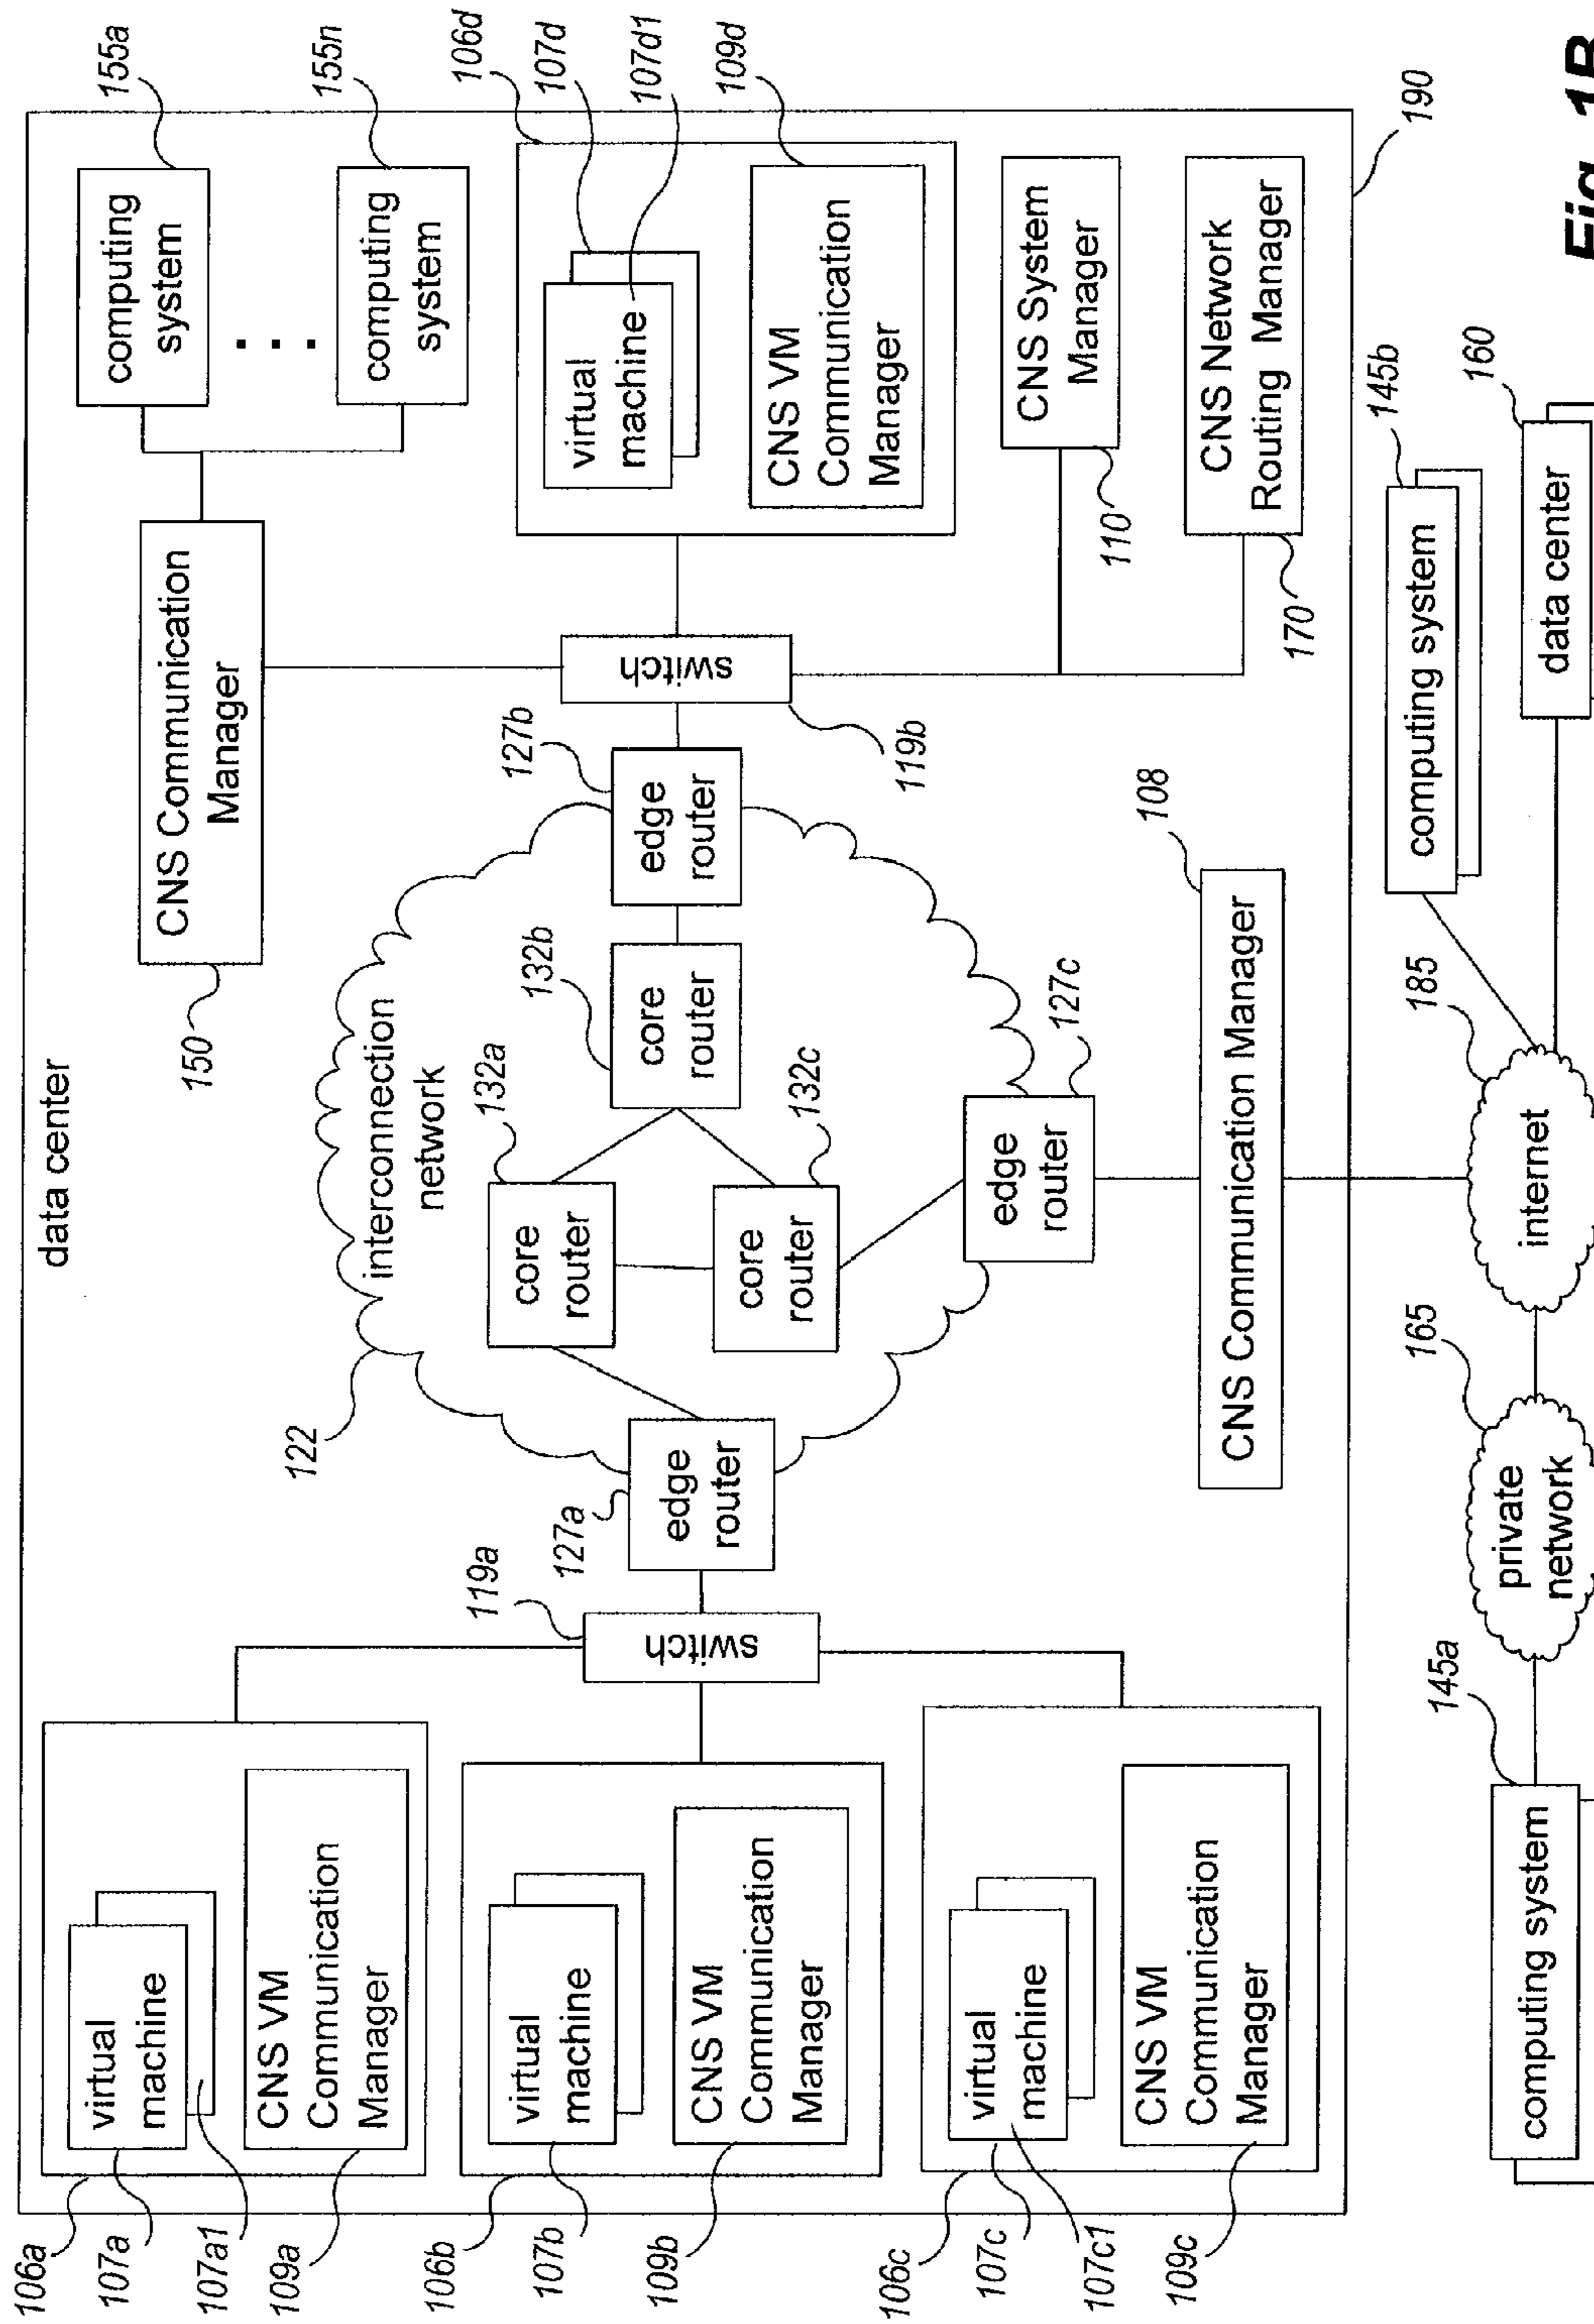 data center
106a
107a
107a1
109a
virtual
machine
CNS VM
Communication
Manager
106b
107b
109b
virtual
machine
CNS VM
Communication
Manager
106c
107c
107c1
109c
virtual
machine
CNS VM
Communication
Manager
119a
switch
127a
edge
router
122
interconnection
network
132a
core
router
132b
core
router
132c
core
router
127b
edge
router
127c
edge
router
119b
switch
150
CNS Communication
Manager
155a
computing
system
155n
computing
system
106d
107d
107d1
109d
virtual
machine
CNS VM
Communication
Manager
110
CNS System
Manager
170
CNS Network
Routing Manager
190
108
CNS Communication Manager
145a
computing system
165
private
network
185
internet
145b
computing system
160
data center
Fig. 1B